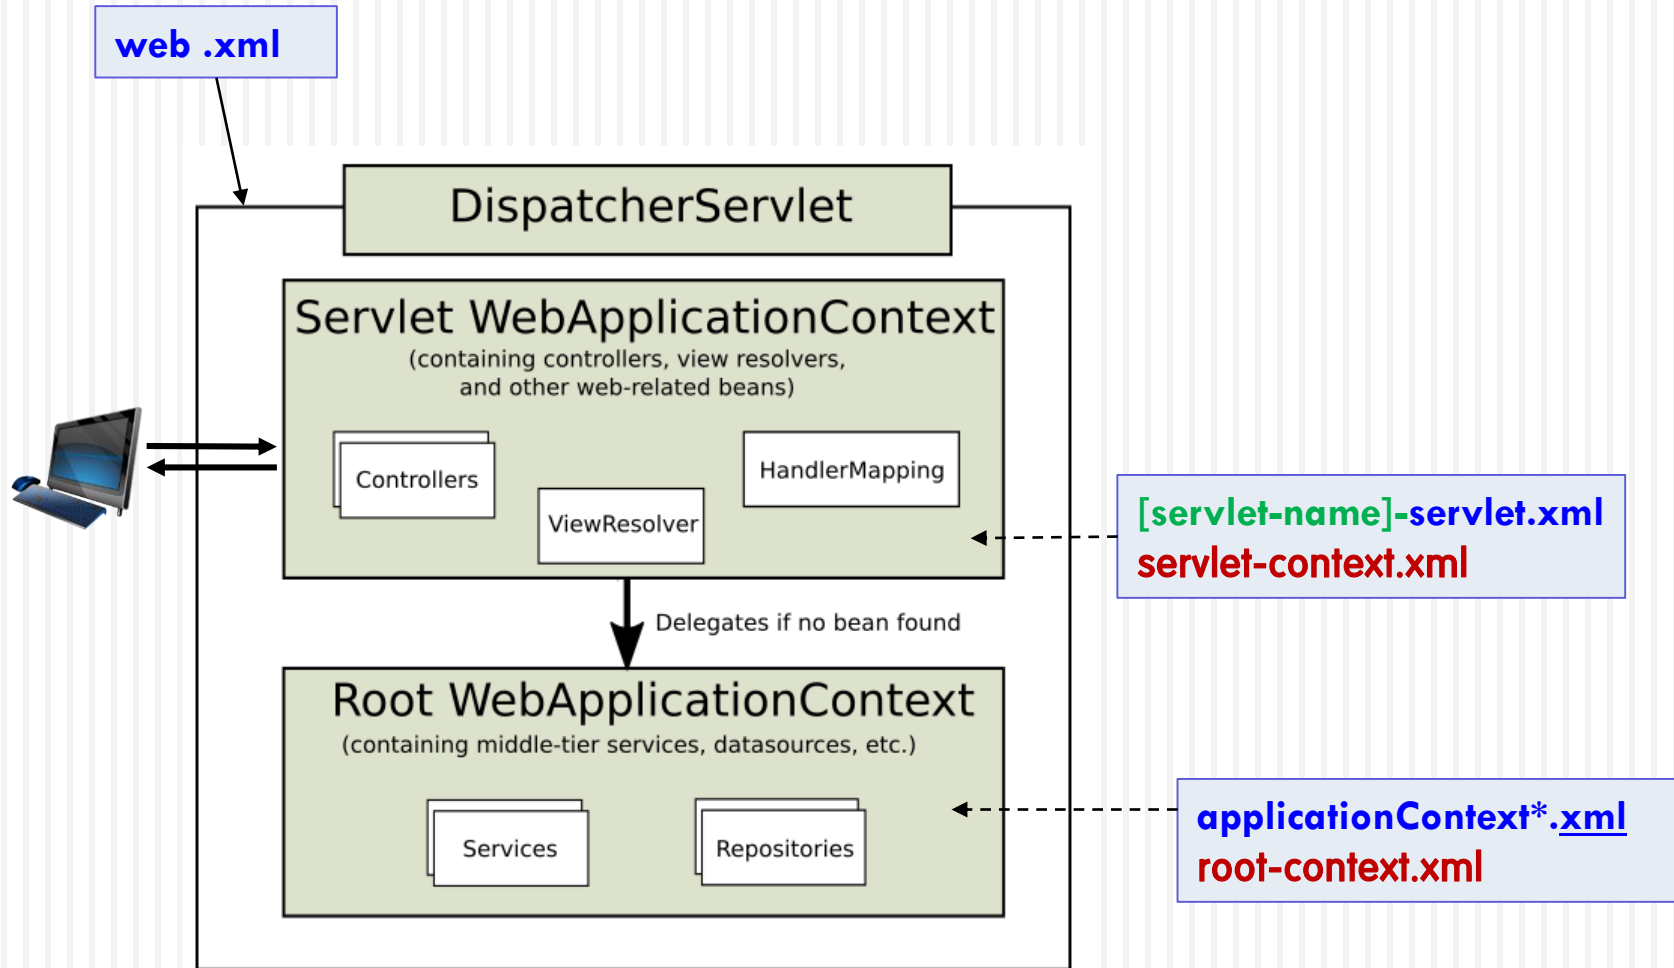 web .xml
DispatcherServlet
Servlet WebApplicationContext
(containing controllers, view resolvers,
and other web-related beans)
Controllers
HandlerMapping
ViewResolver
[servlet-name]-servlet.xml
servlet-context.xml
Delegates if no bean found
Root WebApplicationContext
(containing middle-tier services, datasources, etc.)
Services
Repositories
applicationContext*.xml
root-context.xml